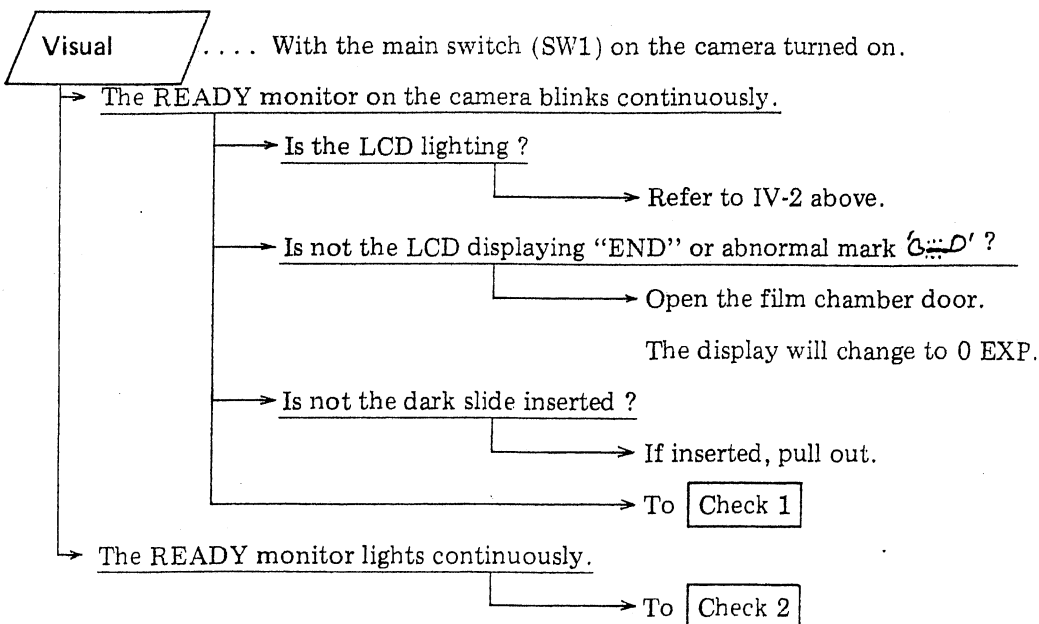 Visual .... With the main switch (SW1) on the camera turned on.
The READY monitor on the camera blinks continuously.
Is the LCD lighting ?
Refer to IV-2 above.
Is not the LCD displaying “END” or abnormal mark ?
Open the film chamber door.
The display will change to 0 EXP.
Is not the dark slide inserted ?
If inserted, pull out.
To Check 1
The READY monitor lights continuously.
To Check 2